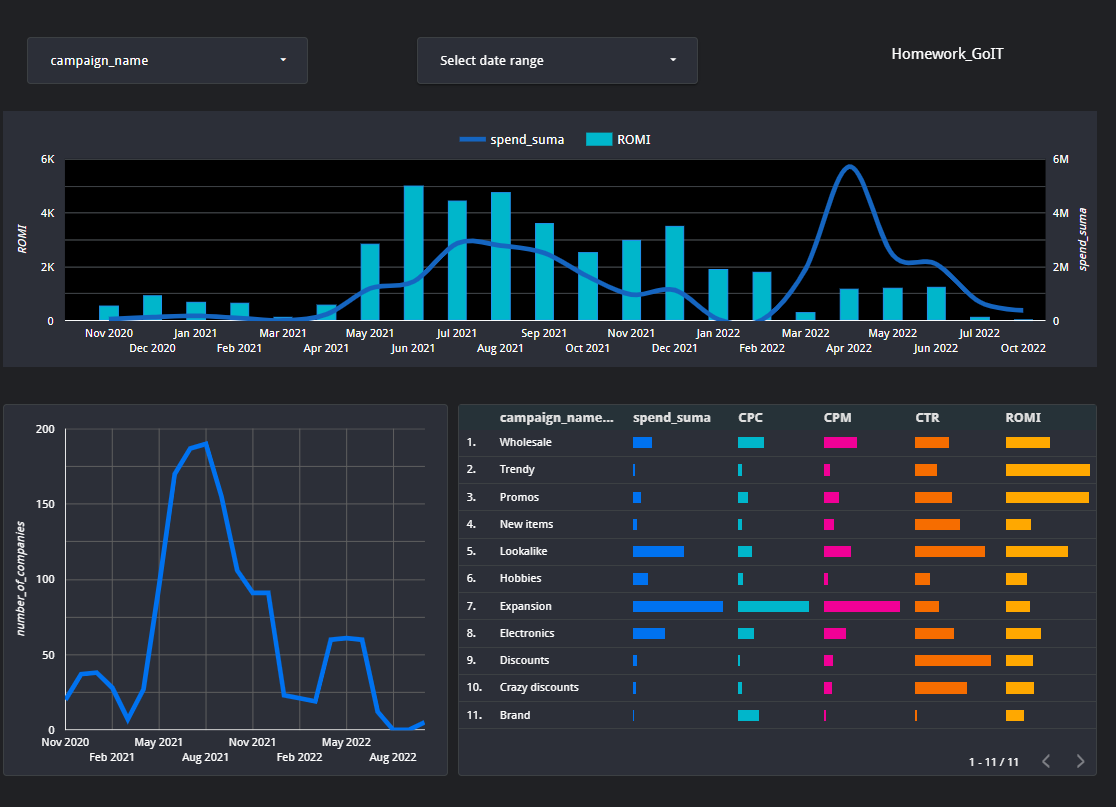 campaign_name
Select date range
Homework_GoIT
spend_suma
ROMI
6K
4K
2K
0
ROMI
6M
4M
2M
0
spend_suma
Nov 2020
Dec 2020
Jan 2021
Feb 2021
Mar 2021
Apr 2021
May 2021
Jun 2021
Jul 2021
Aug 2021
Sep 2021
Oct 2021
Nov 2021
Dec 2021
Jan 2022
Feb 2022
Mar 2022
Apr 2022
May 2022
Jun 2022
Jul 2022
Oct 2022
200
150
100
50
0
number_of_companies
Nov 2020
Feb 2021
May 2021
Aug 2021
Nov 2021
Feb 2022
May 2022
Aug 2022
campaign_name... spend_suma CPC CPM CTR ROMI
1. Wholesale
2. Trendy
3. Promos
4. New items
5. Lookalike
6. Hobbies
7. Expansion
8. Electronics
9. Discounts
10. Crazy discounts
11. Brand
1 - 11 / 11